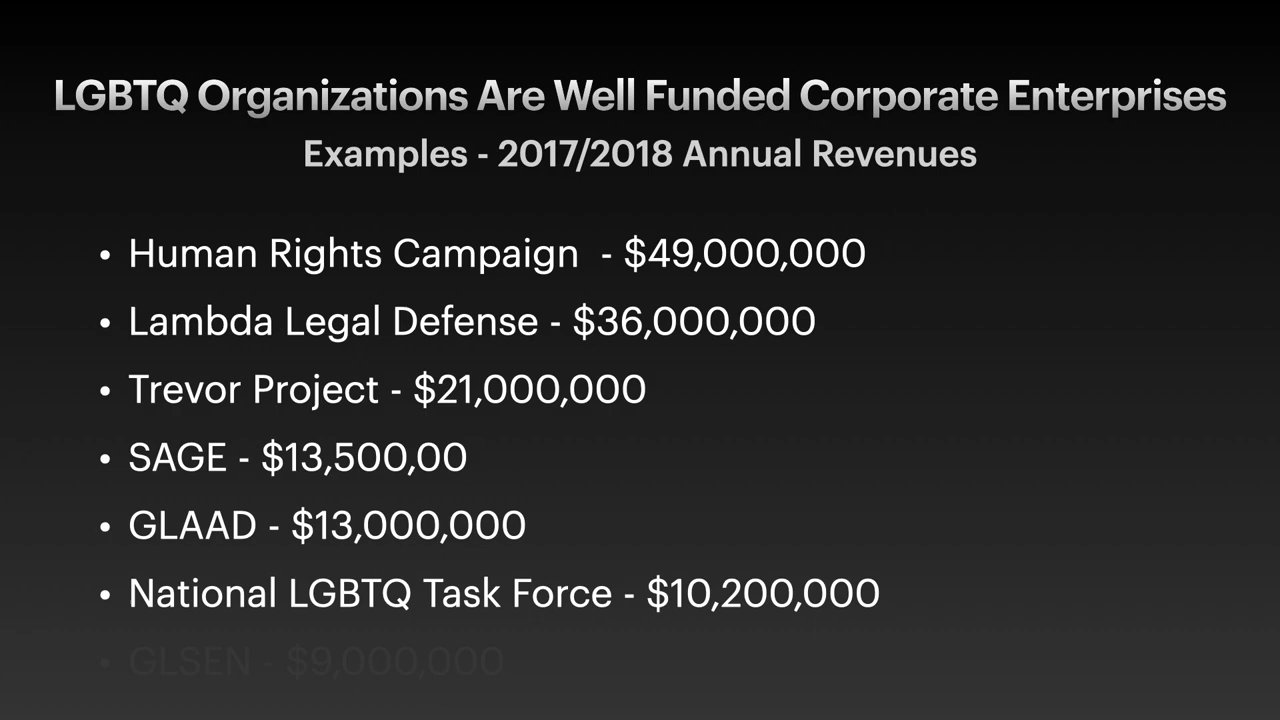 LGBTQ Organizations Are Well Funded Corporate Enterprises
Examples - 2017/2018 Annual Revenues
• Human Rights Campaign - $49,000,000
• Lambda Legal Defense - $36,000,000
• Trevor Project - $21,000,000
• SAGE - $13,500,00
• GLAAD - $13,000,000
• National LGBTQ Task Force - $10,200,000
• GLSEN - $9,000,000